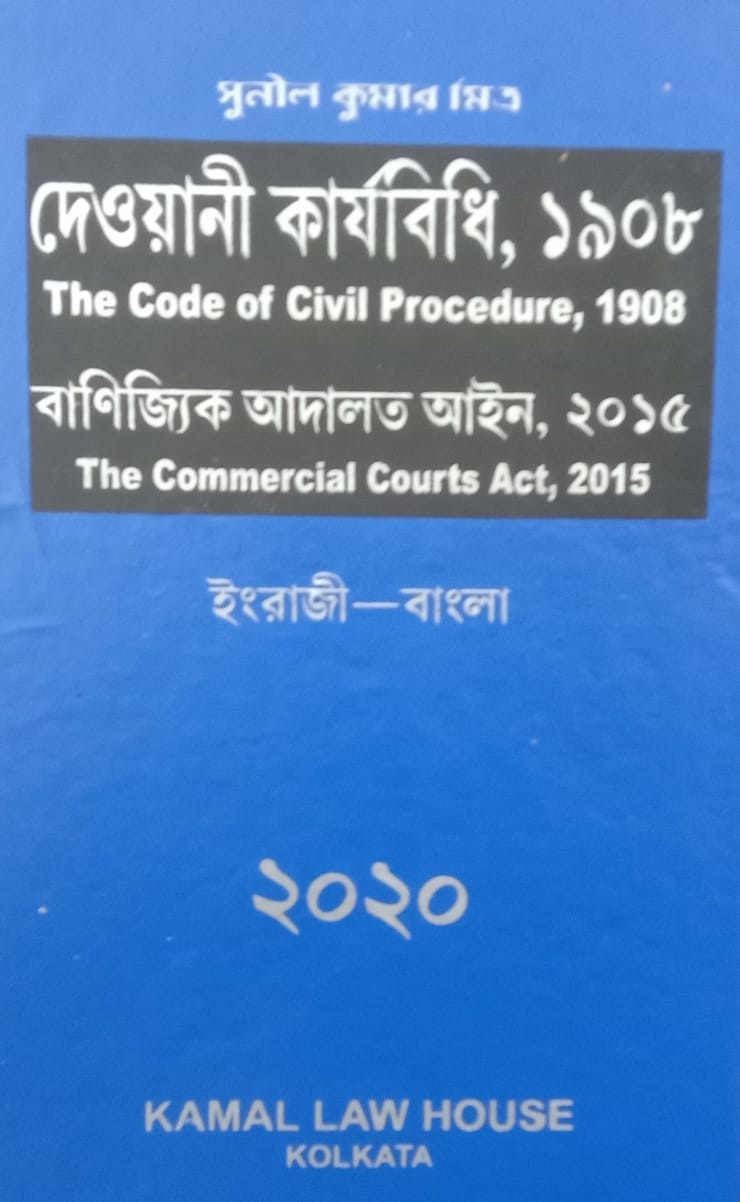 সুনীল কুমার মিত্র
দেওয়ানী কার্যবিধি, ১৯০৮
The Code of Civil Procedure, 1908
বাণিজ্যিক আদালত আইন, ২০১৫
The Commercial Courts Act, 2015
ইংরাজী—বাংলা
২০২০
KAMAL LAW HOUSE
KOLKATA